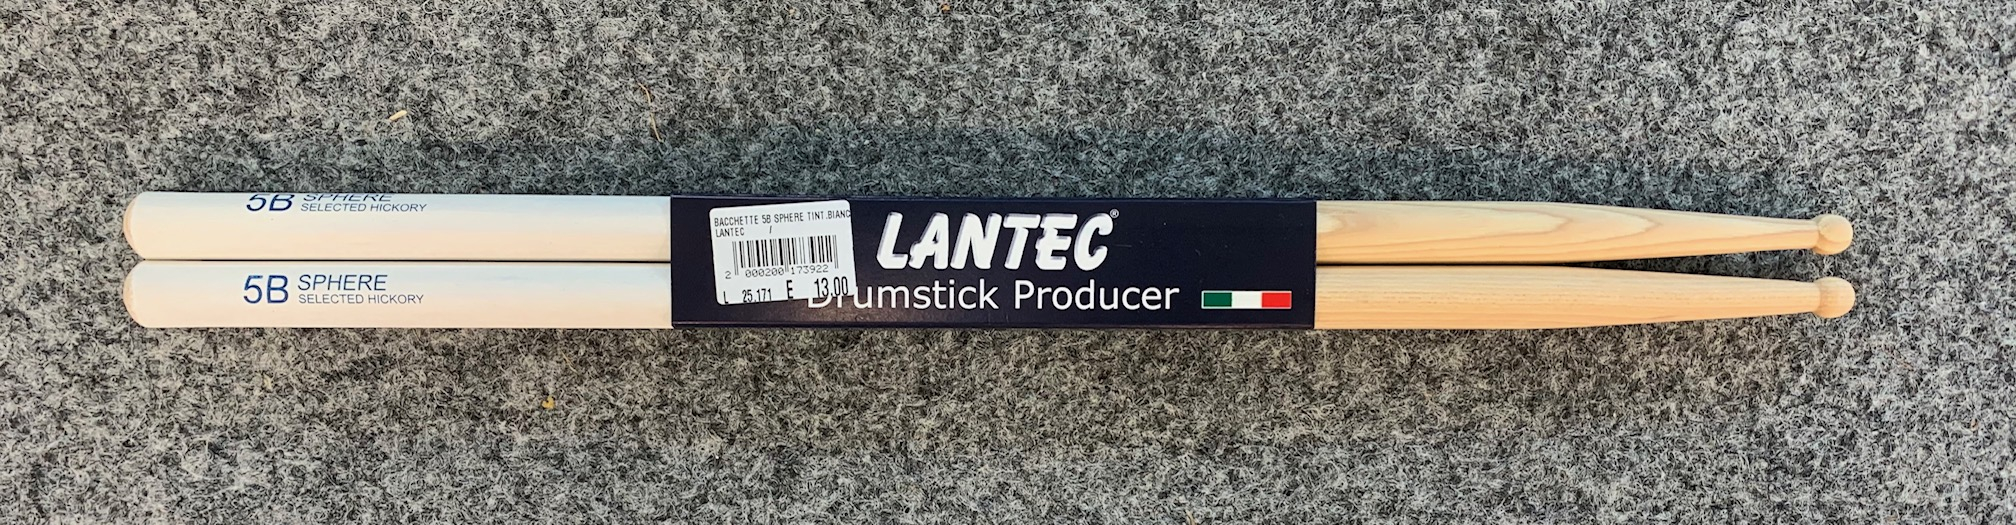 5B SPHERE
SELECTED HICKORY
5B SPHERE
SELECTED HICKORY
BACCHETTE 5B SPHERE TINT.BIANC
LANTEC /
2 000200 173922
L 25.171 E 13,00
LANTEC®
Drumstick Producer